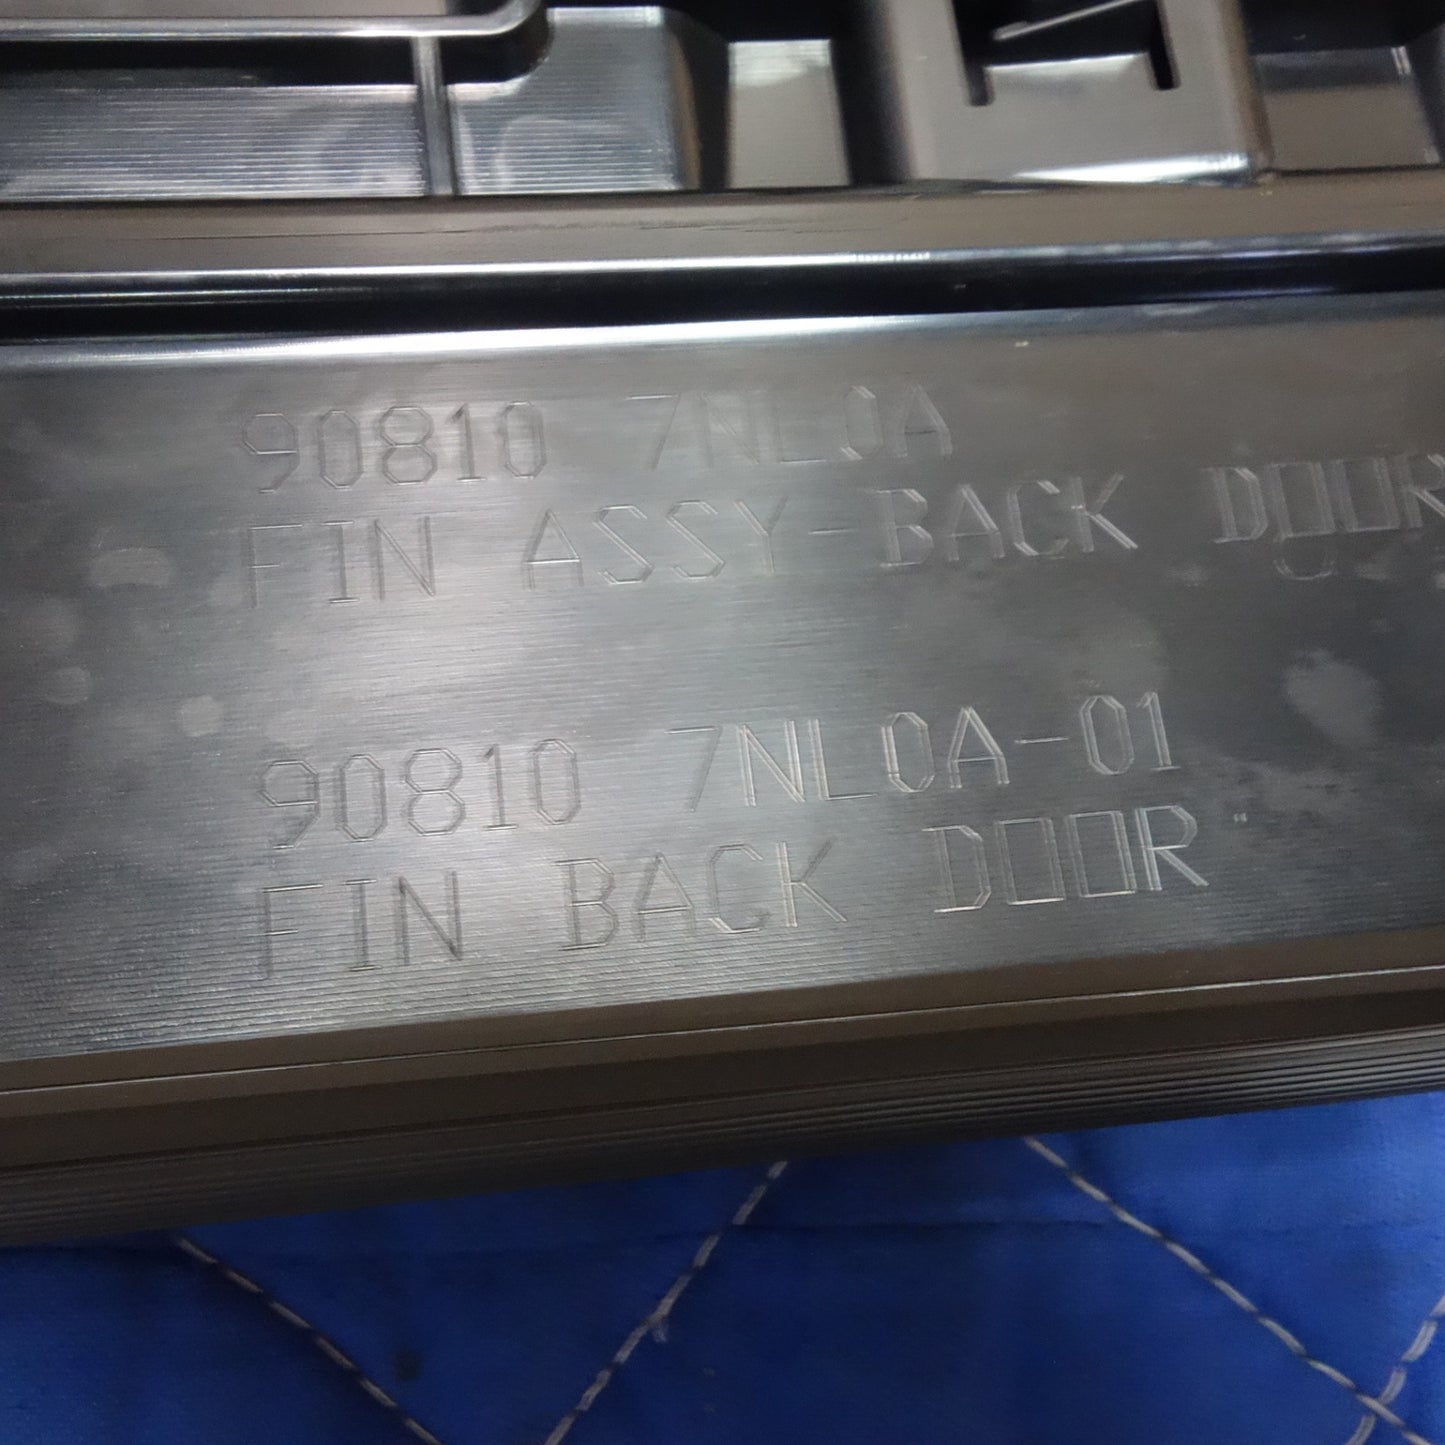 90810 7NL0A
FIN ASSY-BACK DOOR
90810 7NL0A-01
FIN BACK DOOR